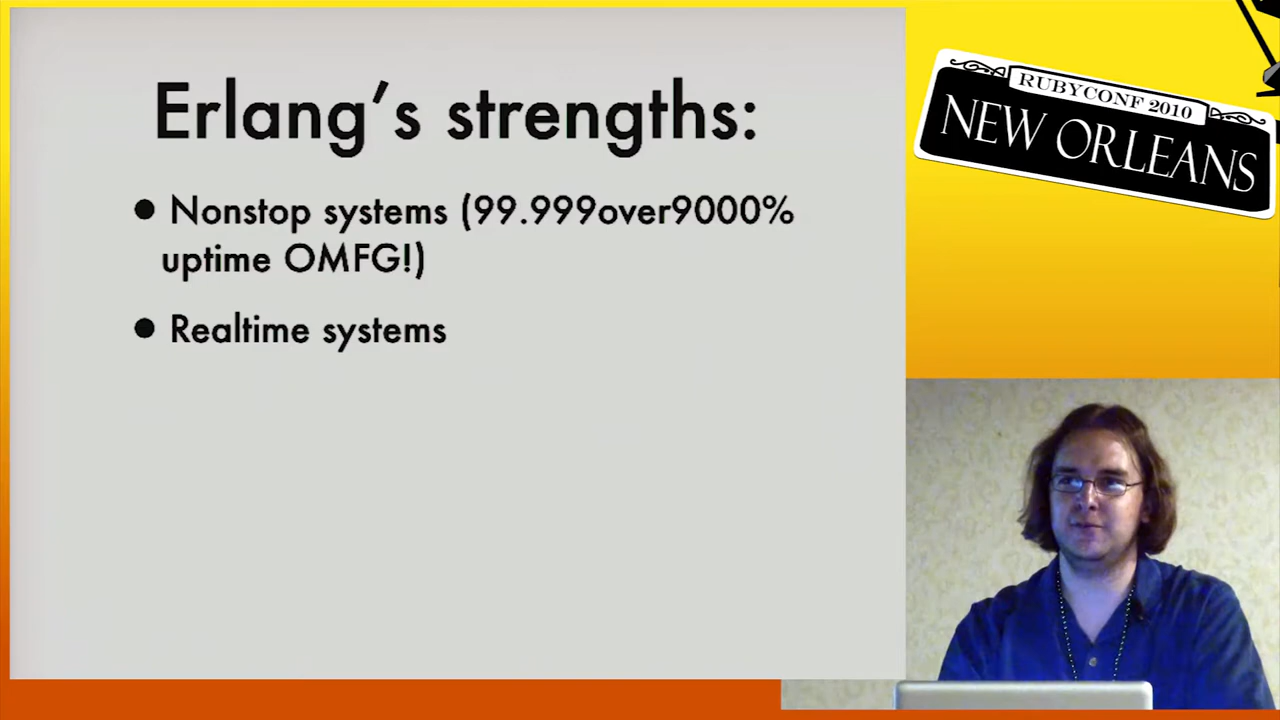 Erlang's strengths:
• Nonstop systems (99.999over9000%
uptime OMFG!)
• Realtime systems
RUBYCONF 2010
NEW ORLEANS